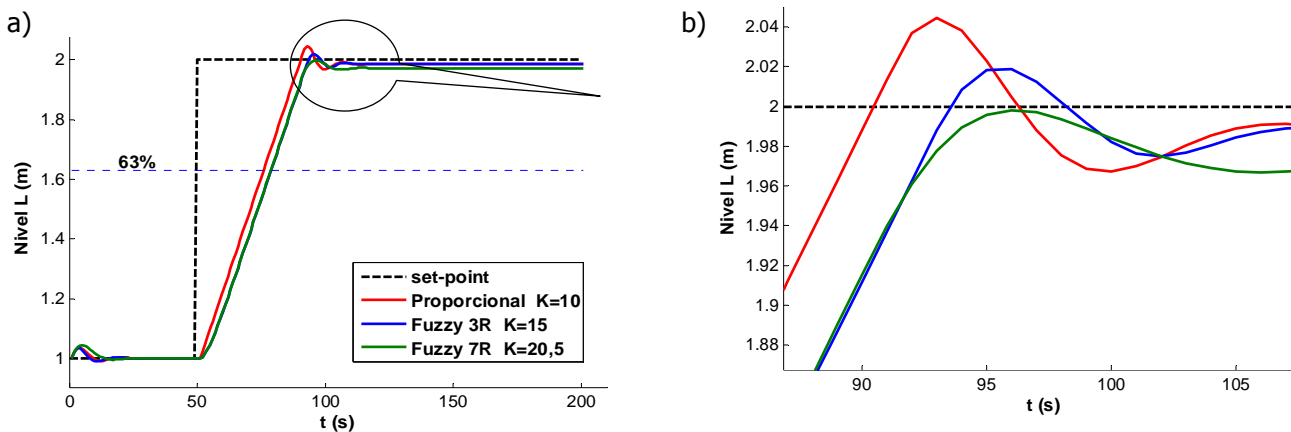 a)
Nivel L (m)
2
1.8
1.6
1.4
1.2
1
63%
set-point
Proporcional K=10
Fuzzy 3R K=15
Fuzzy 7R K=20,5
0
50
100
150
200
t (s)
b)
Nivel L (m)
2.04
2.02
2
1.98
1.96
1.94
1.92
1.9
1.88
90
95
100
105
t (s)